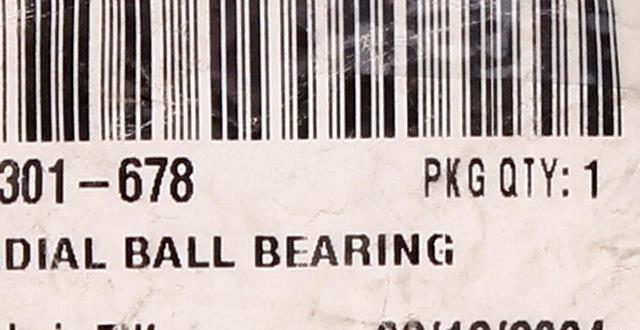 301-678 PKG QTY: 1
DIAL BALL BEARING